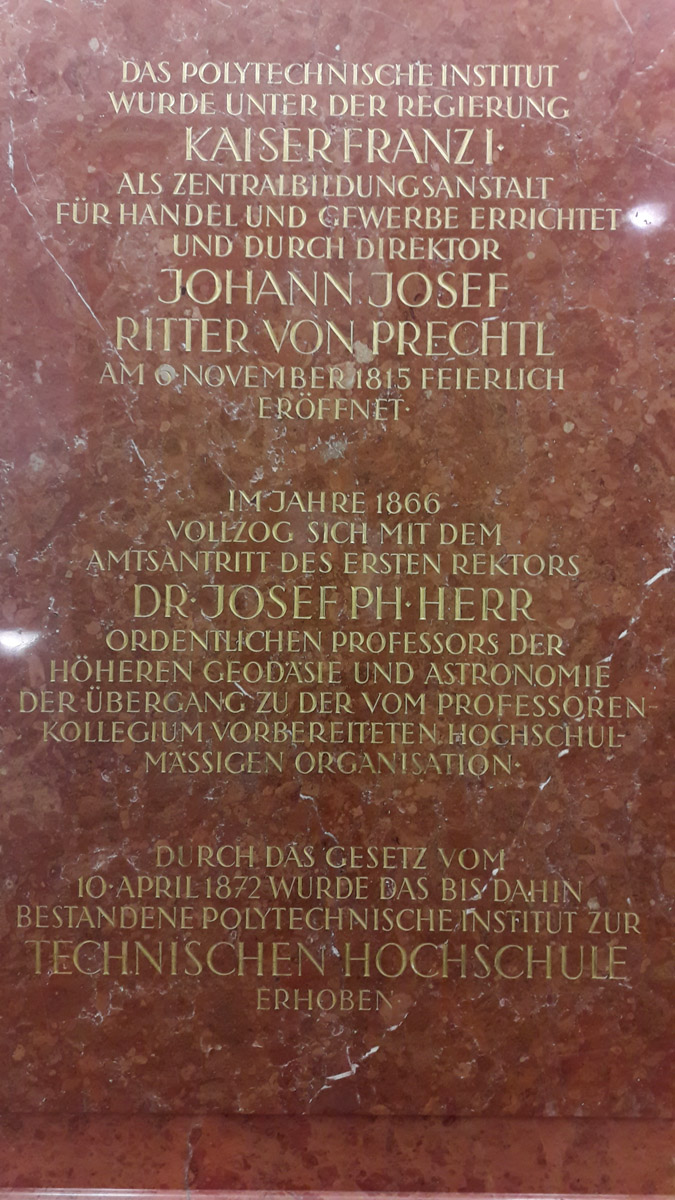 DAS POLYTECHNISCHE INSTITUT
WURDE UNTER DER REGIERUNG
KAISER FRANZ I·
ALS ZENTRALBILDUNGSANSTALT
FÜR HANDEL UND GEWERBE ERRICHTET
UND DURCH DIREKTOR
JOHANN JOSEF
RITTER VON PRECHTL
AM 6·NOVEMBER 1815 FEIERLICH
ERÖFFNET·
IM JAHRE 1866
VOLLZOG SICH MIT DEM
AMTSANTRITT DES ERSTEN REKTORS
DR·JOSEF PH·HERR
ORDENTLICHEN PROFESSORS DER
HÖHEREN GEODÄSIE UND ASTRONOMIE
DER ÜBERGANG ZU DER VOM PROFESSOREN-
KOLLEGIUM VORBEREITETEN HOCHSCHUL-
MÄSSIGEN ORGANISATION·
DURCH DAS GESETZ VOM
10·APRIL 1872 WURDE DAS BIS DAHIN
BESTANDENE POLYTECHNISCHE INSTITUT ZUR
TECHNISCHEN HOCHSCHULE
ERHOBEN·